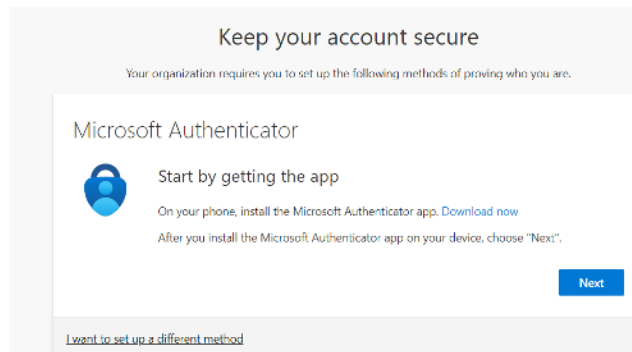 Keep your account secure
Your organization requires you to set up the following methods of proving who you are.
Microsoft Authenticator
Start by getting the app
On your phone, install the Microsoft Authenticator app. Download now
After you install the Microsoft Authenticator app on your device, choose "Next".
Next
I want to set up a different method